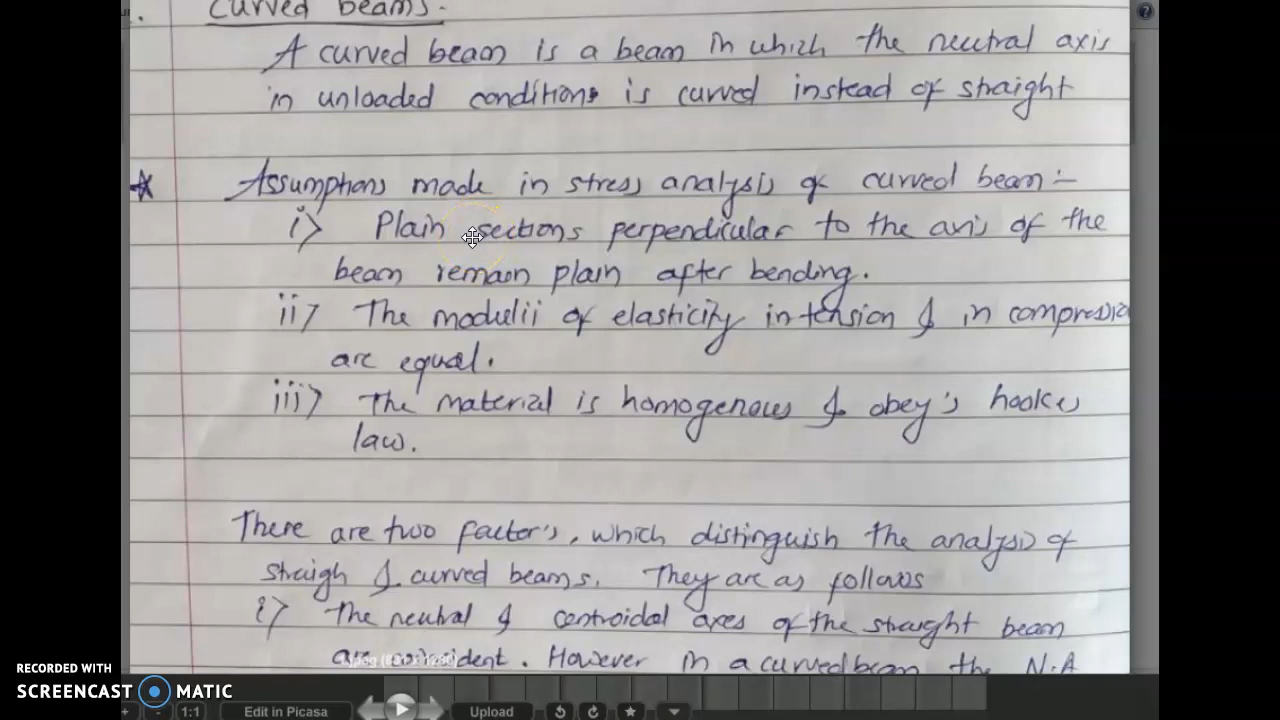 Curved beams.
A curved beam is a beam in which the neutral axis
in unloaded conditions is curved instead of straight
Assumptions made in stress analysis of curved beam :-
i> Plain sections perpendicular to the axis of the
beam remain plain after bending.
ii> The modulii of elasticity in tension & in compression
are equal.
iii> The material is homogenous & obey's hookes
law.
There are two factor's, which distinguish the analysis of
straigh & curved beams. They are as follows
i> The neutral & centroidal axes of the straight beam
are coincident. However in a curved beam the N.A
RECORDED WITH
SCREENCAST MATIC
+ - 1:1 Edit in Picasa Upload